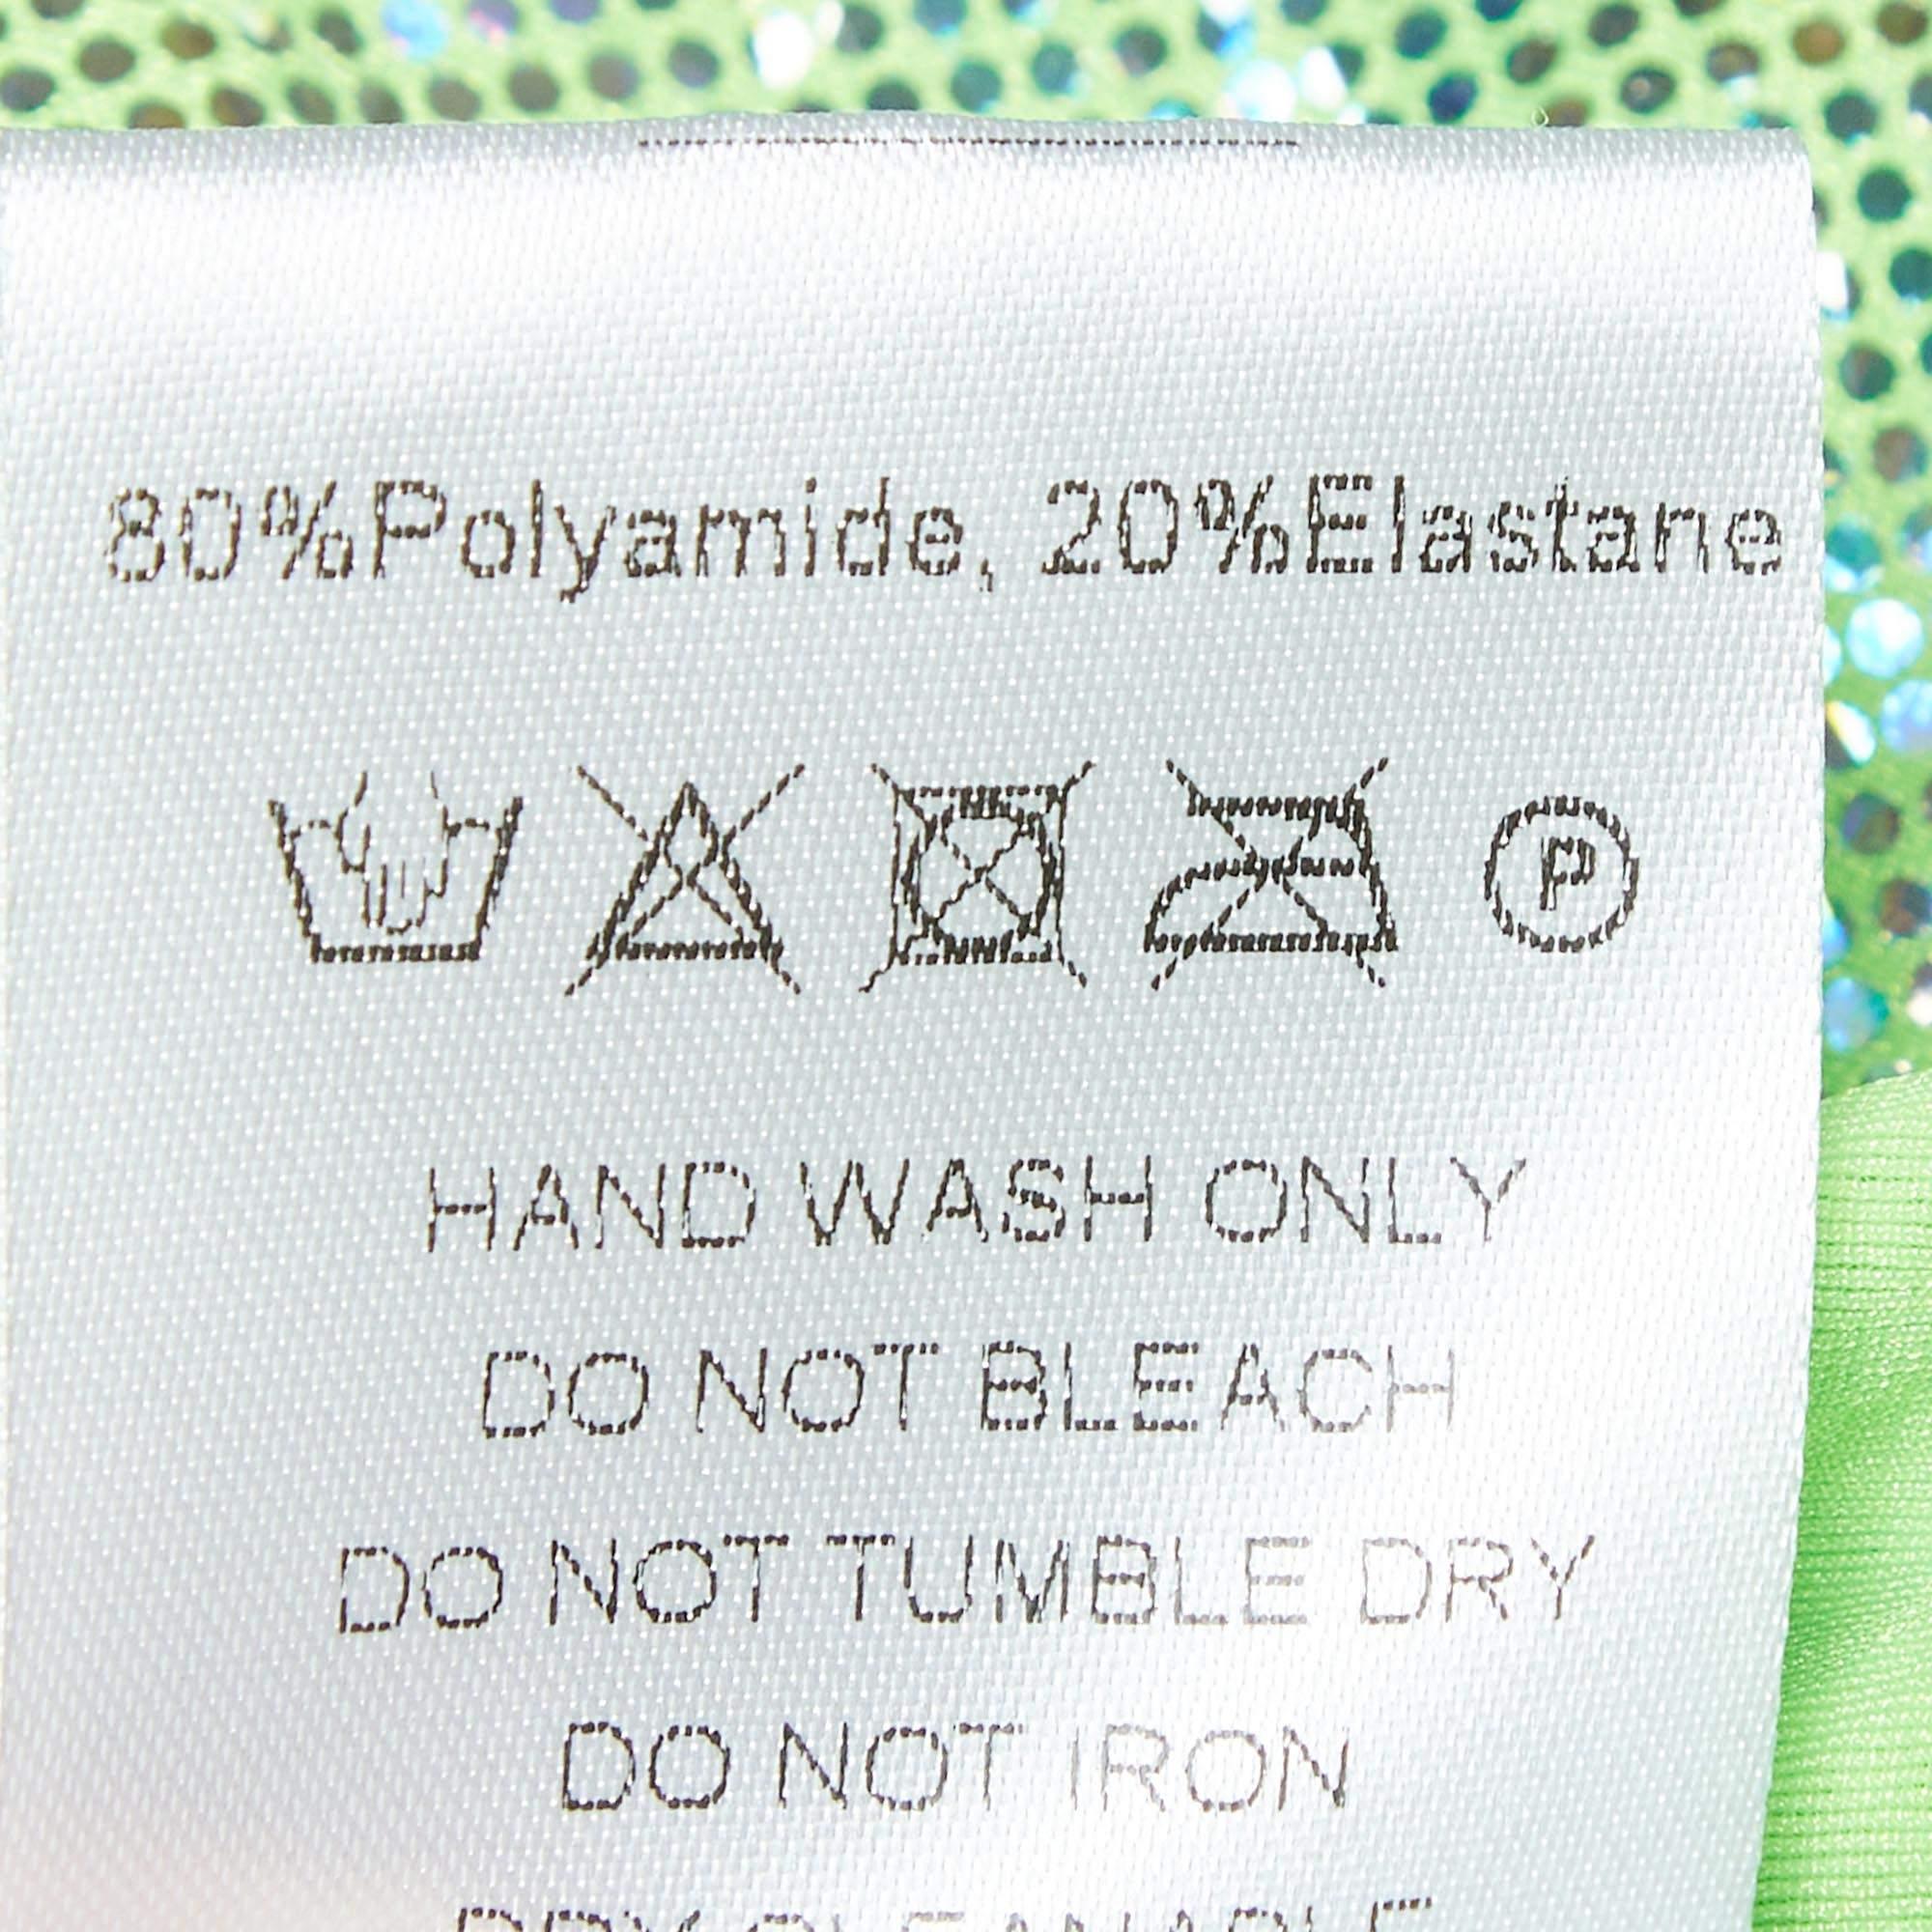 80%Polyamide, 20%Elastane
P
HAND WASH ONLY
DO NOT BLEACH
DO NOT TUMBLE DRY
DO NOT IRON